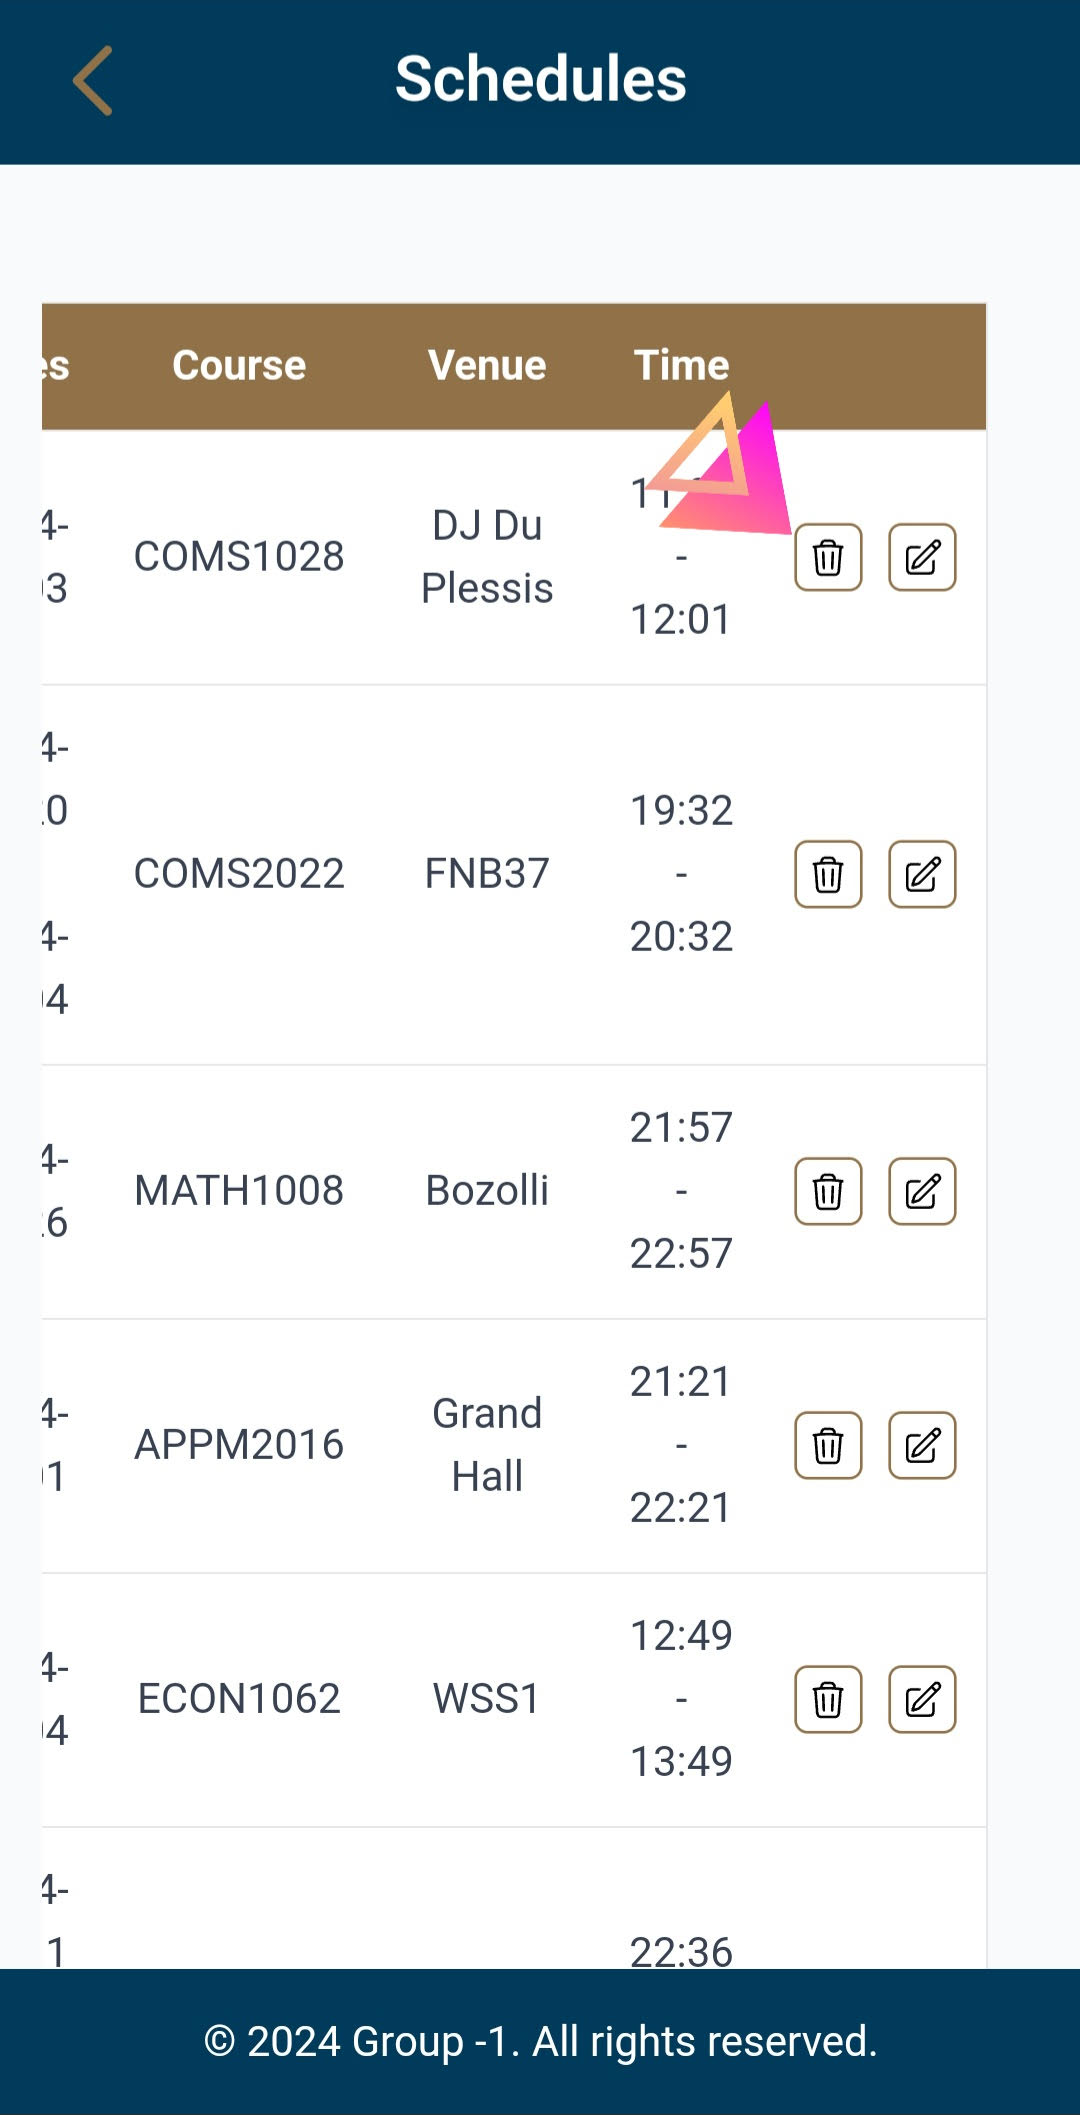 Schedules
es Course Venue Time
4-
3
COMS1028
DJ Du
Plessis
-
12:01
4-
0
4-
4
COMS2022
FNB37
19:32
-
20:32
4-
6
MATH1008
Bozolli
21:57
-
22:57
4-
1
APPM2016
Grand
Hall
21:21
-
22:21
4-
4
ECON1062
WSS1
12:49
-
13:49
4-
1
22:36
© 2024 Group -1. All rights reserved.